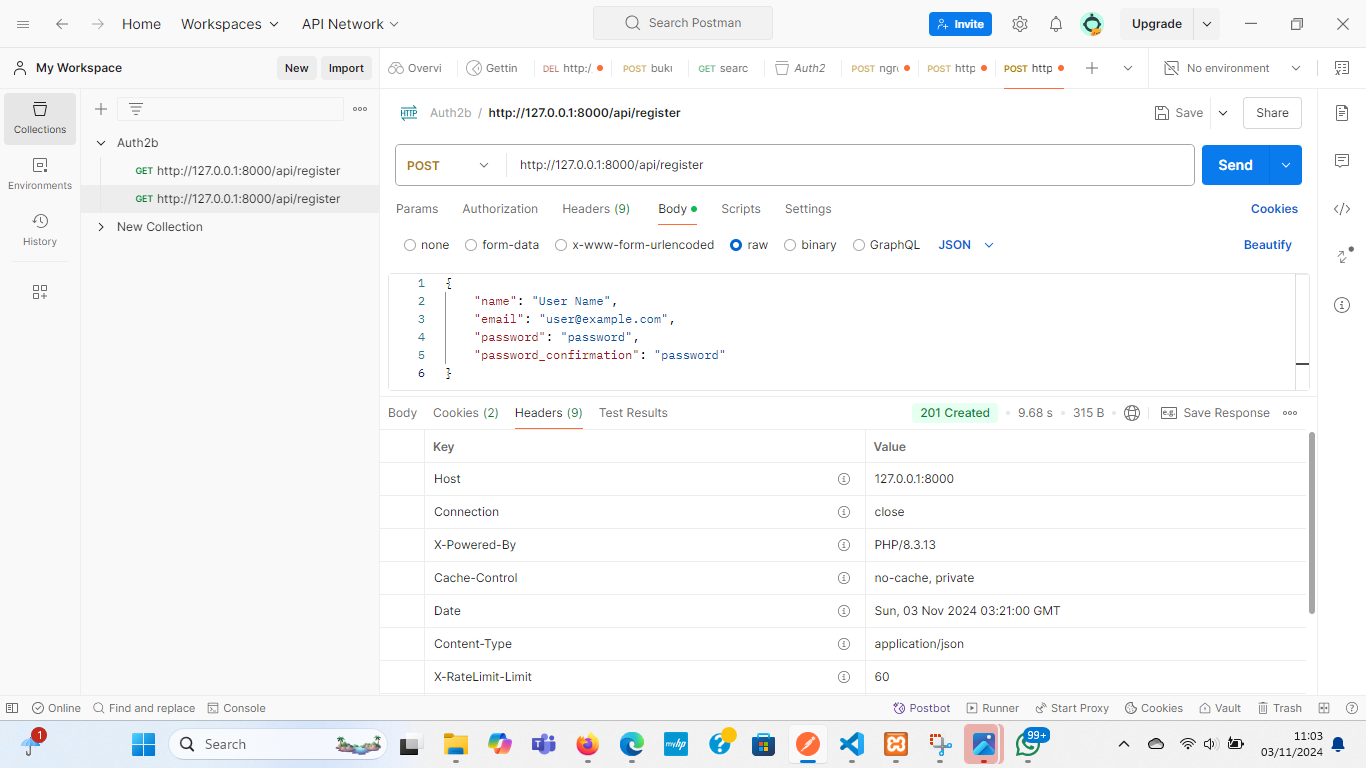 Home
Workspaces
API Network
Search Postman
Invite
Upgrade
My Workspace
New
Import
Overvi
Gettin
DEL http:/
POST buku
GET searc
Auth2
POST ngro
POST http
POST http
No environment
Collections
Environments
History
Auth2b
GET http://127.0.0.1:8000/api/register
GET http://127.0.0.1:8000/api/register
New Collection
HTTP
Auth2b / http://127.0.0.1:8000/api/register
Save
Share
POST
http://127.0.0.1:8000/api/register
Send
Params
Authorization
Headers (9)
Body
Scripts
Settings
Cookies
none
form-data
x-www-form-urlencoded
raw
binary
GraphQL
JSON
Beautify
1 {
2 "name": "User Name",
3 "email": "user@example.com",
4 "password": "password",
5 "password_confirmation": "password"
6 }
Body
Cookies (2)
Headers (9)
Test Results
201 Created
9.68 s
315 B
e.g. Save Response
Key Value
Host 127.0.0.1:8000
Connection close
X-Powered-By PHP/8.3.13
Cache-Control no-cache, private
Date Sun, 03 Nov 2024 03:21:00 GMT
Content-Type application/json
X-RateLimit-Limit 60
Online
Find and replace
Console
Postbot
Runner
Start Proxy
Cookies
Vault
Trash
1
Search
myhp
99+
11:03
03/11/2024